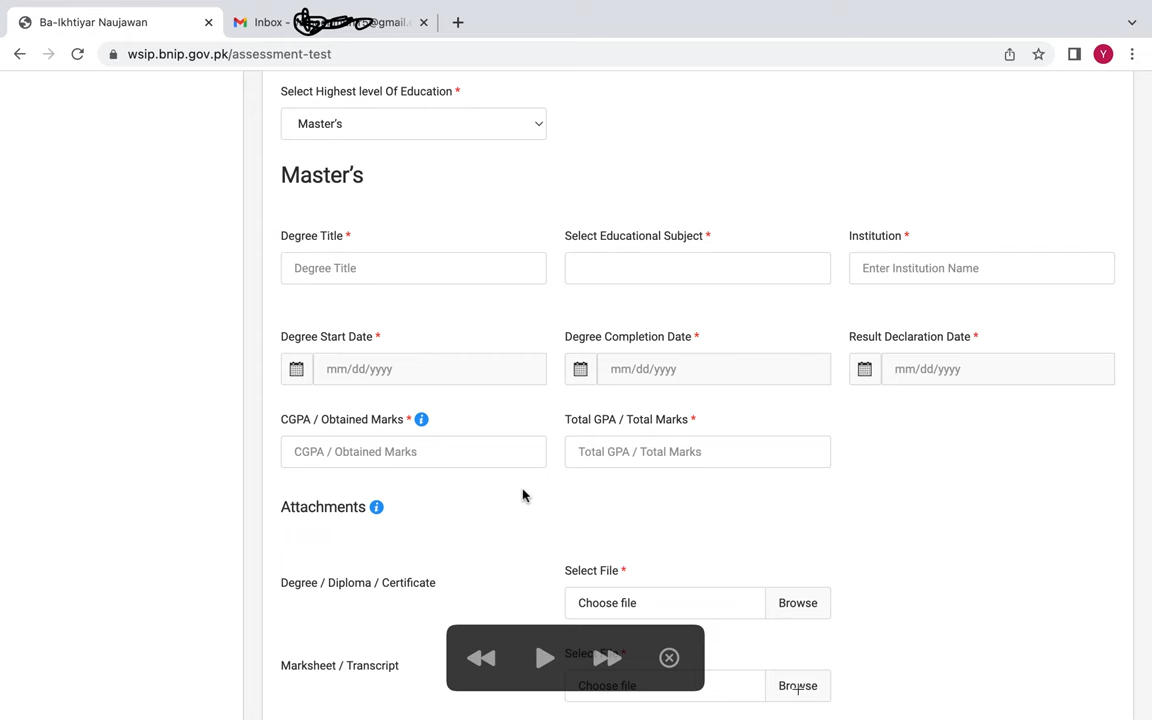 Ba-Ikhtiyar Naujawan
Inbox - @gmail.
wsip.bnip.gov.pk/assessment-test
Y
Select Highest level Of Education *
Master's
Master's
Degree Title * Select Educational Subject * Institution *
Degree Title Enter Institution Name
Degree Start Date * Degree Completion Date * Result Declaration Date *
mm/dd/yyyy mm/dd/yyyy mm/dd/yyyy
CGPA / Obtained Marks * i Total GPA / Total Marks *
CGPA / Obtained Marks Total GPA / Total Marks
Attachments i
Select File *
Degree / Diploma / Certificate
Choose file Browse
Select File *
Marksheet / Transcript
Choose file Browse